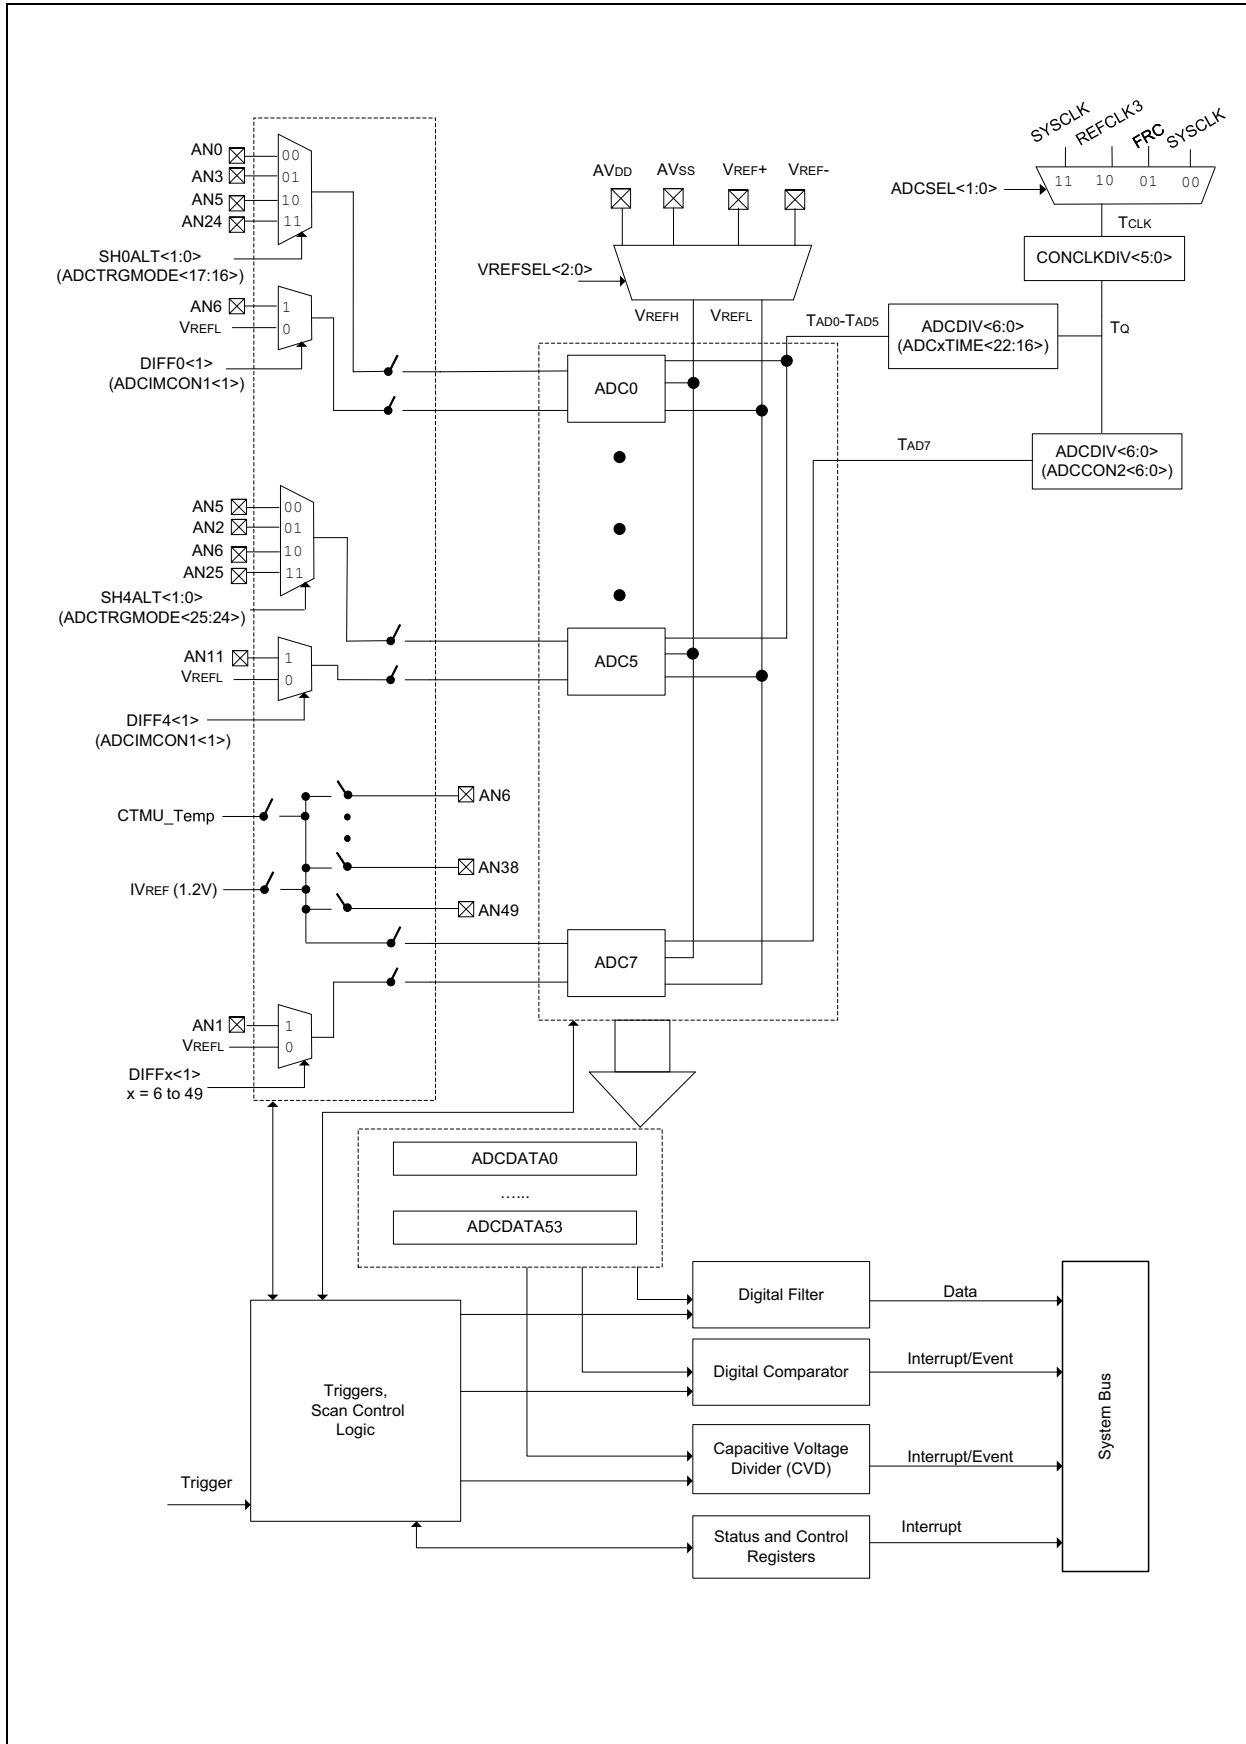 SYSCLK
REFCLK3
FRC
SYSCLK
ADCSEL<1:0>
11 10 01 00
TCLK
CONCLKDIV<5:0>
TQ
AN0
00
AN3
01
AN5
10
AN24
11
SH0ALT<1:0>
(ADCTRGMODE<17:16>)
AN6
1
VREFL
0
DIFF0<1>
(ADCIMCON1<1>)
AVDD AVSS VREF+ VREF-
VREFSEL<2:0>
VREFH VREFL
TAD0-TAD5
ADCDIV<6:0>
(ADCxTIME<22:16>)
ADC0
TAD7
ADCDIV<6:0>
(ADCCON2<6:0>)
AN5
00
AN2
01
AN6
10
AN25
11
SH4ALT<1:0>
(ADCTRGMODE<25:24>)
ADC5
AN11
1
VREFL
0
DIFF4<1>
(ADCIMCON1<1>)
CTMU_Temp
AN6
AN38
IVREF (1.2V)
AN49
ADC7
AN1
1
VREFL
0
DIFFx<1>
x = 6 to 49
ADCDATA0
…...
ADCDATA53
Triggers,
Scan Control
Logic
Trigger
Digital Filter
Data
Digital Comparator
Interrupt/Event
Capacitive Voltage
Divider (CVD)
Interrupt/Event
Status and Control
Registers
Interrupt
System Bus